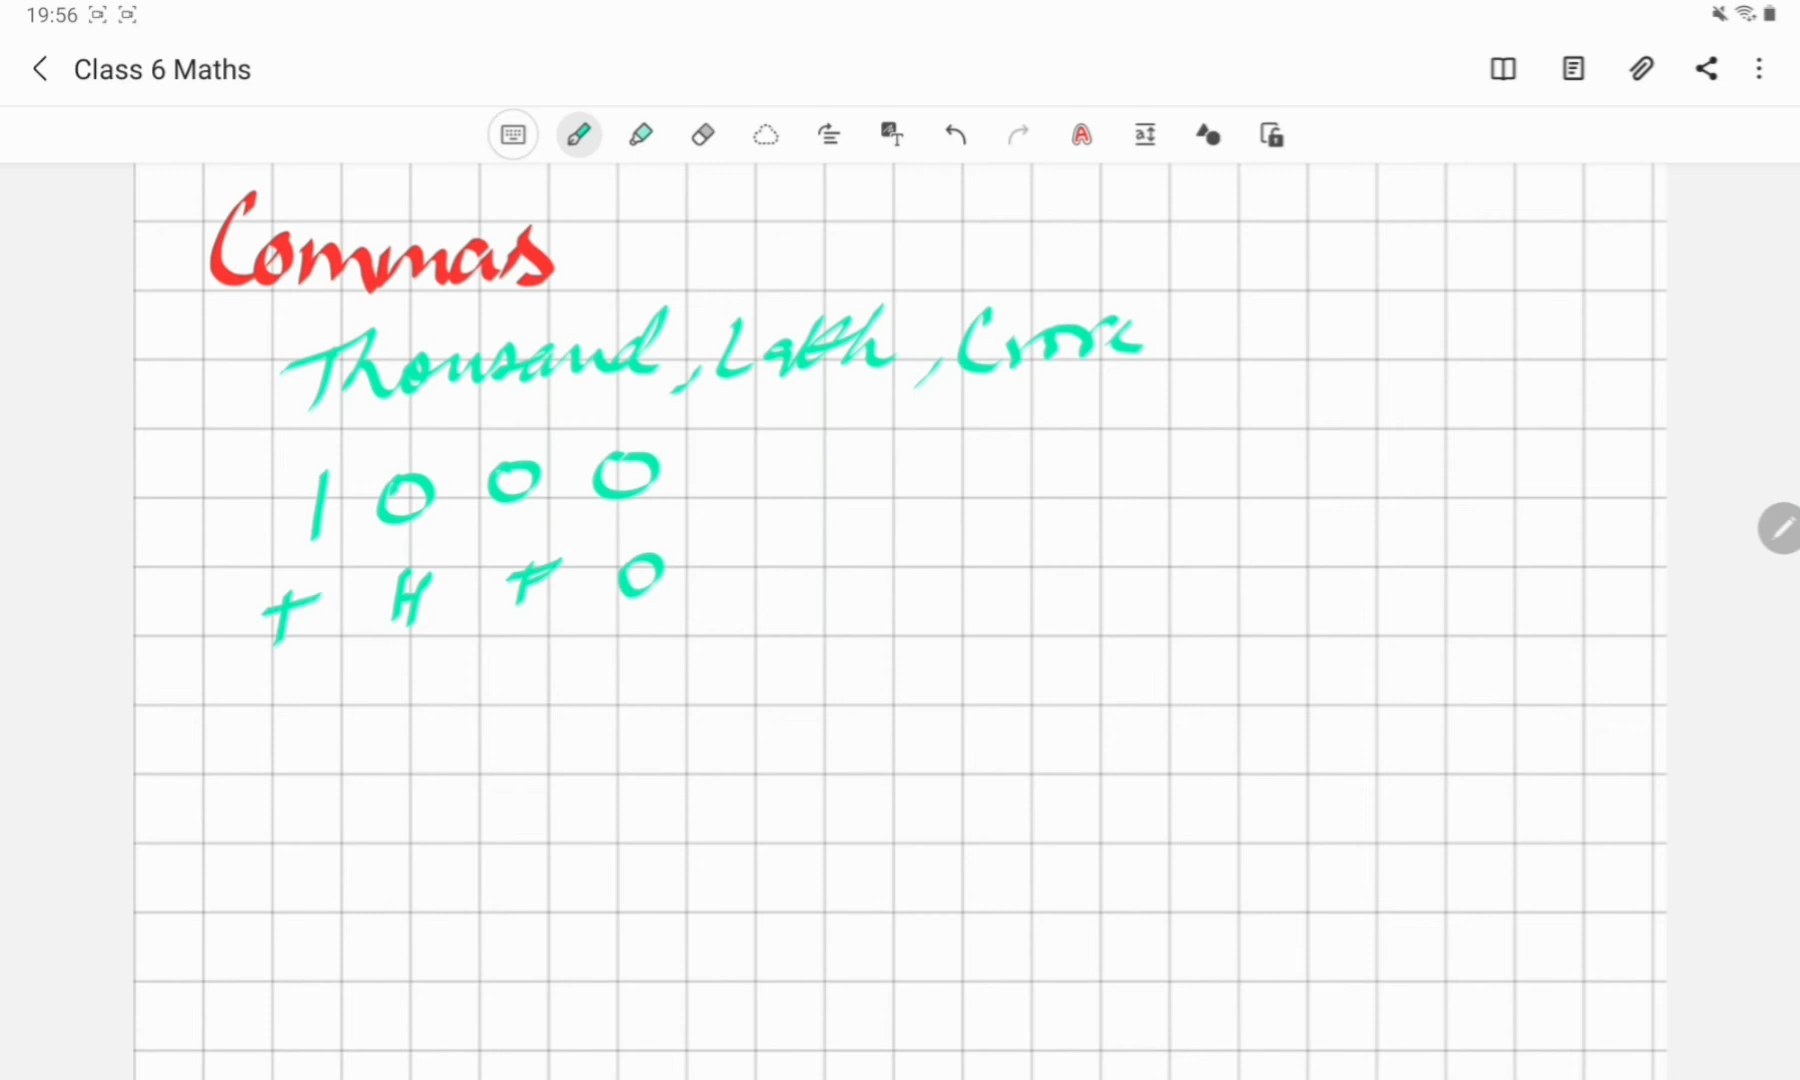 19:56
Class 6 Maths
Commas
Thousand, Lakh, Crore
1 0 0 0
T H T O